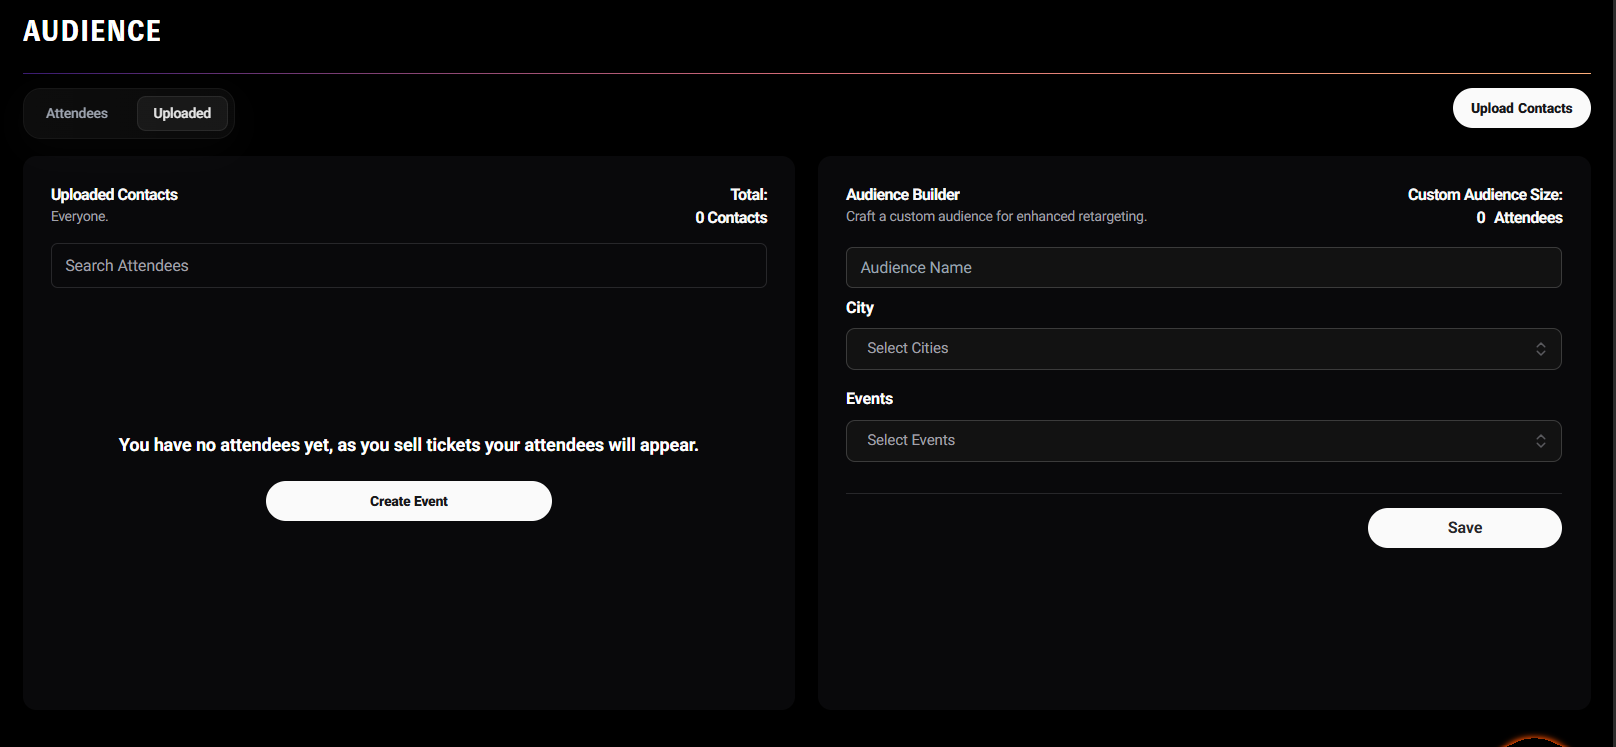 AUDIENCE
Attendees
Uploaded
Upload Contacts
Uploaded Contacts
Everyone.
Total:
0 Contacts
Search Attendees
You have no attendees yet, as you sell tickets your attendees will appear.
Create Event
Audience Builder
Craft a custom audience for enhanced retargeting.
Custom Audience Size:
0 Attendees
Audience Name
City
Select Cities
Events
Select Events
Save